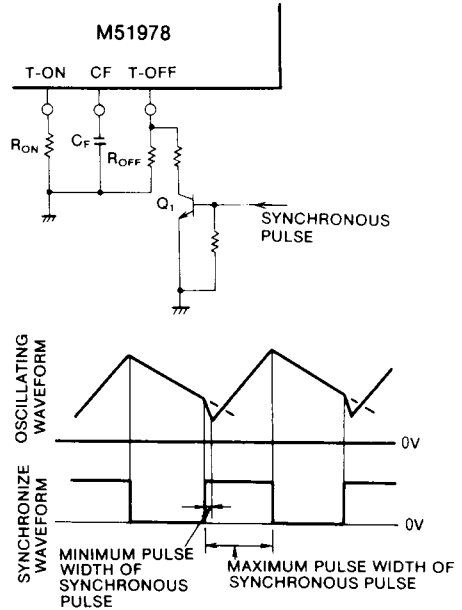 M51978
T-ON CF T-OFF
RON
CF
ROFF
Q1
SYNCHRONOUS
PULSE
OSCILLATING
WAVEFORM
0V
SYNCHRONIZE
WAVEFORM
0V
MINIMUM PULSE
WIDTH OF
SYNCHRONOUS
PULSE
MAXIMUM PULSE WIDTH OF
SYNCHRONOUS PULSE